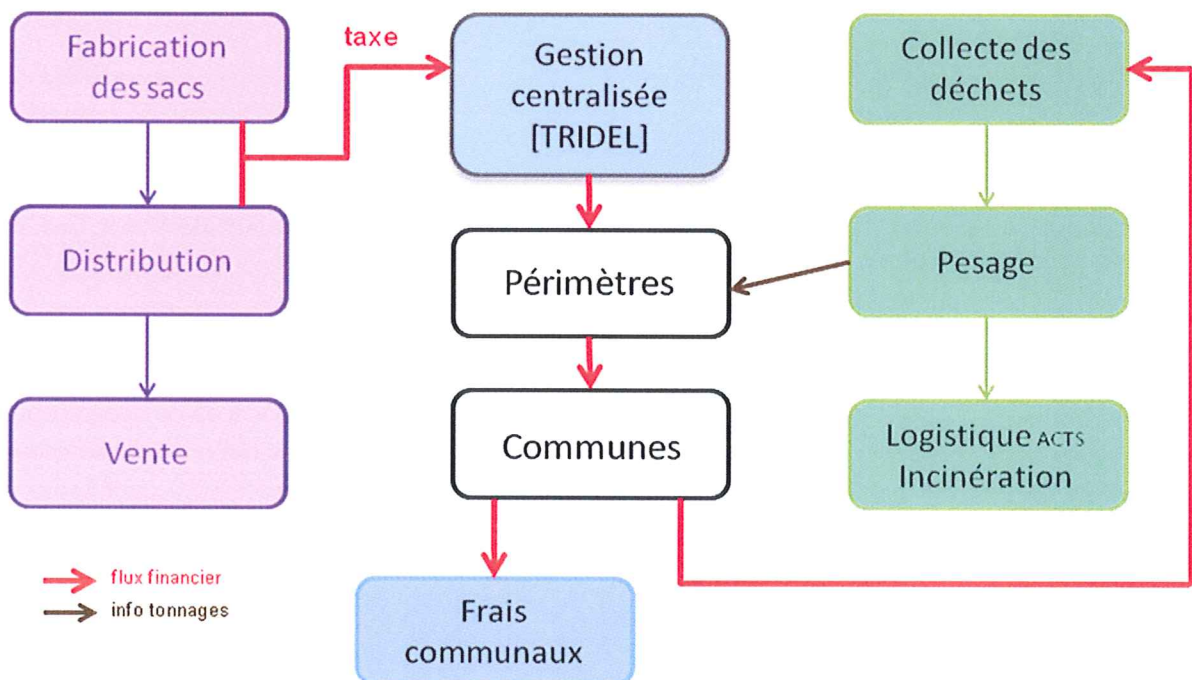 Fabrication
des sacs
taxe
Gestion
centralisée
[TRIDEL]
Collecte des
déchets
Distribution
Périmètres
Pesage
Vente
Communes
Logistique ACTS
Incinération
flux financier
info tonnages
Frais
communaux